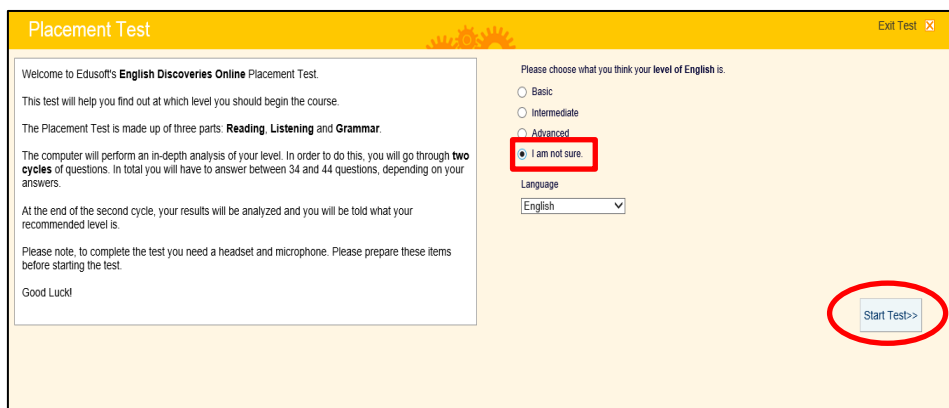 Placement Test
Exit Test
Welcome to Edusoft's English Discoveries Online Placement Test.
This test will help you find out at which level you should begin the course.
The Placement Test is made up of three parts: Reading, Listening and Grammar.
The computer will perform an in-depth analysis of your level. In order to do this, you will go through two
cycles of questions. In total you will have to answer between 34 and 44 questions, depending on your
answers.
At the end of the second cycle, your results will be analyzed and you will be told what your
recommended level is.
Please note, to complete the test you need a headset and microphone. Please prepare these items
before starting the test.
Good Luck!
Please choose what you think your level of English is.
Basic
Intermediate
Advanced
I am not sure.
Language
English
Start Test>>